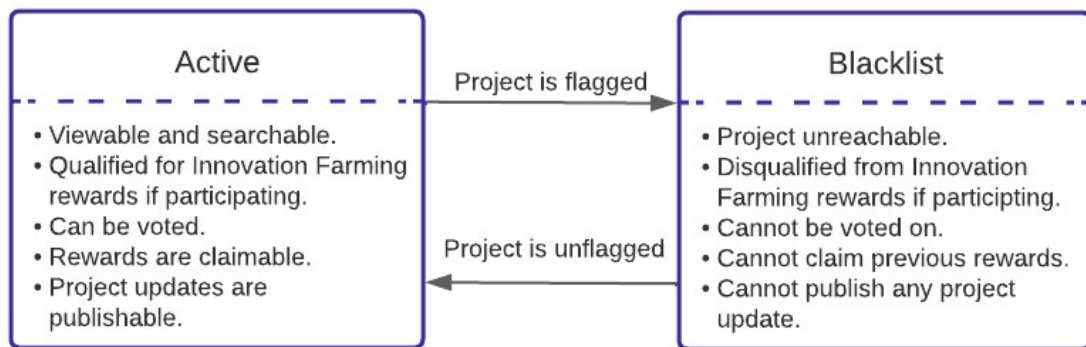 Active
• Viewable and searchable.
• Qualified for Innovation Farming
rewards if participating.
• Can be voted.
• Rewards are claimable.
• Project updates are
publishable.
Project is flagged
Project is unflagged
Blacklist
• Project unreachable.
• Disqualified from Innovation
Farming rewards if particpting.
• Cannot be voted on.
• Cannot claim previous rewards.
• Cannot publish any project
update.